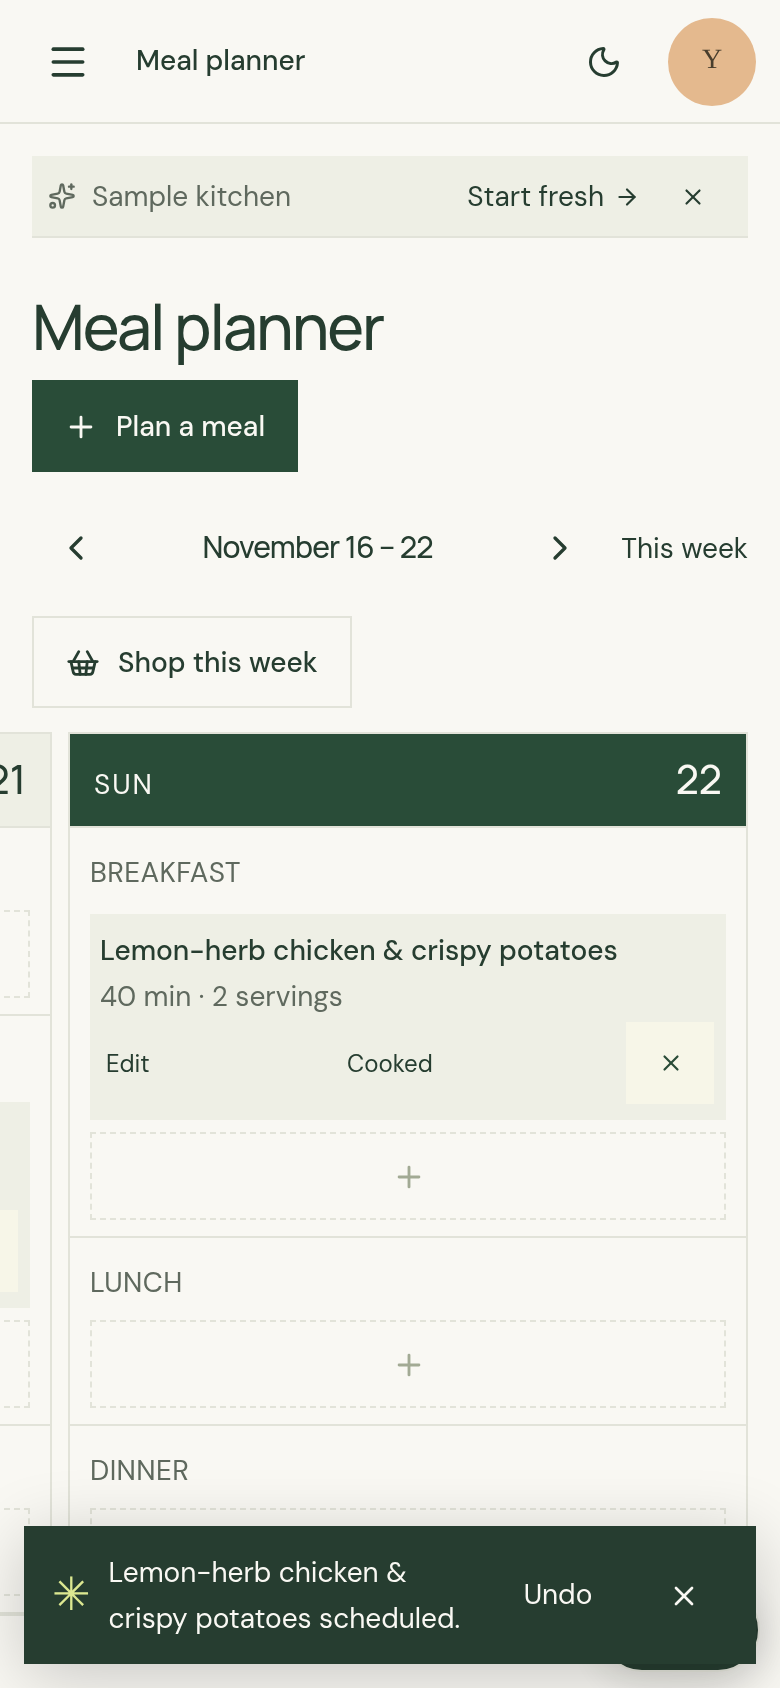 Meal planner
Y
Sample kitchen
Start fresh →
Meal planner
Plan a meal
November 16 – 22
This week
Shop this week
21
SUN
22
BREAKFAST
Lemon-herb chicken & crispy potatoes
40 min · 2 servings
Edit
Cooked
LUNCH
DINNER
Lemon-herb chicken &
crispy potatoes scheduled.
Undo